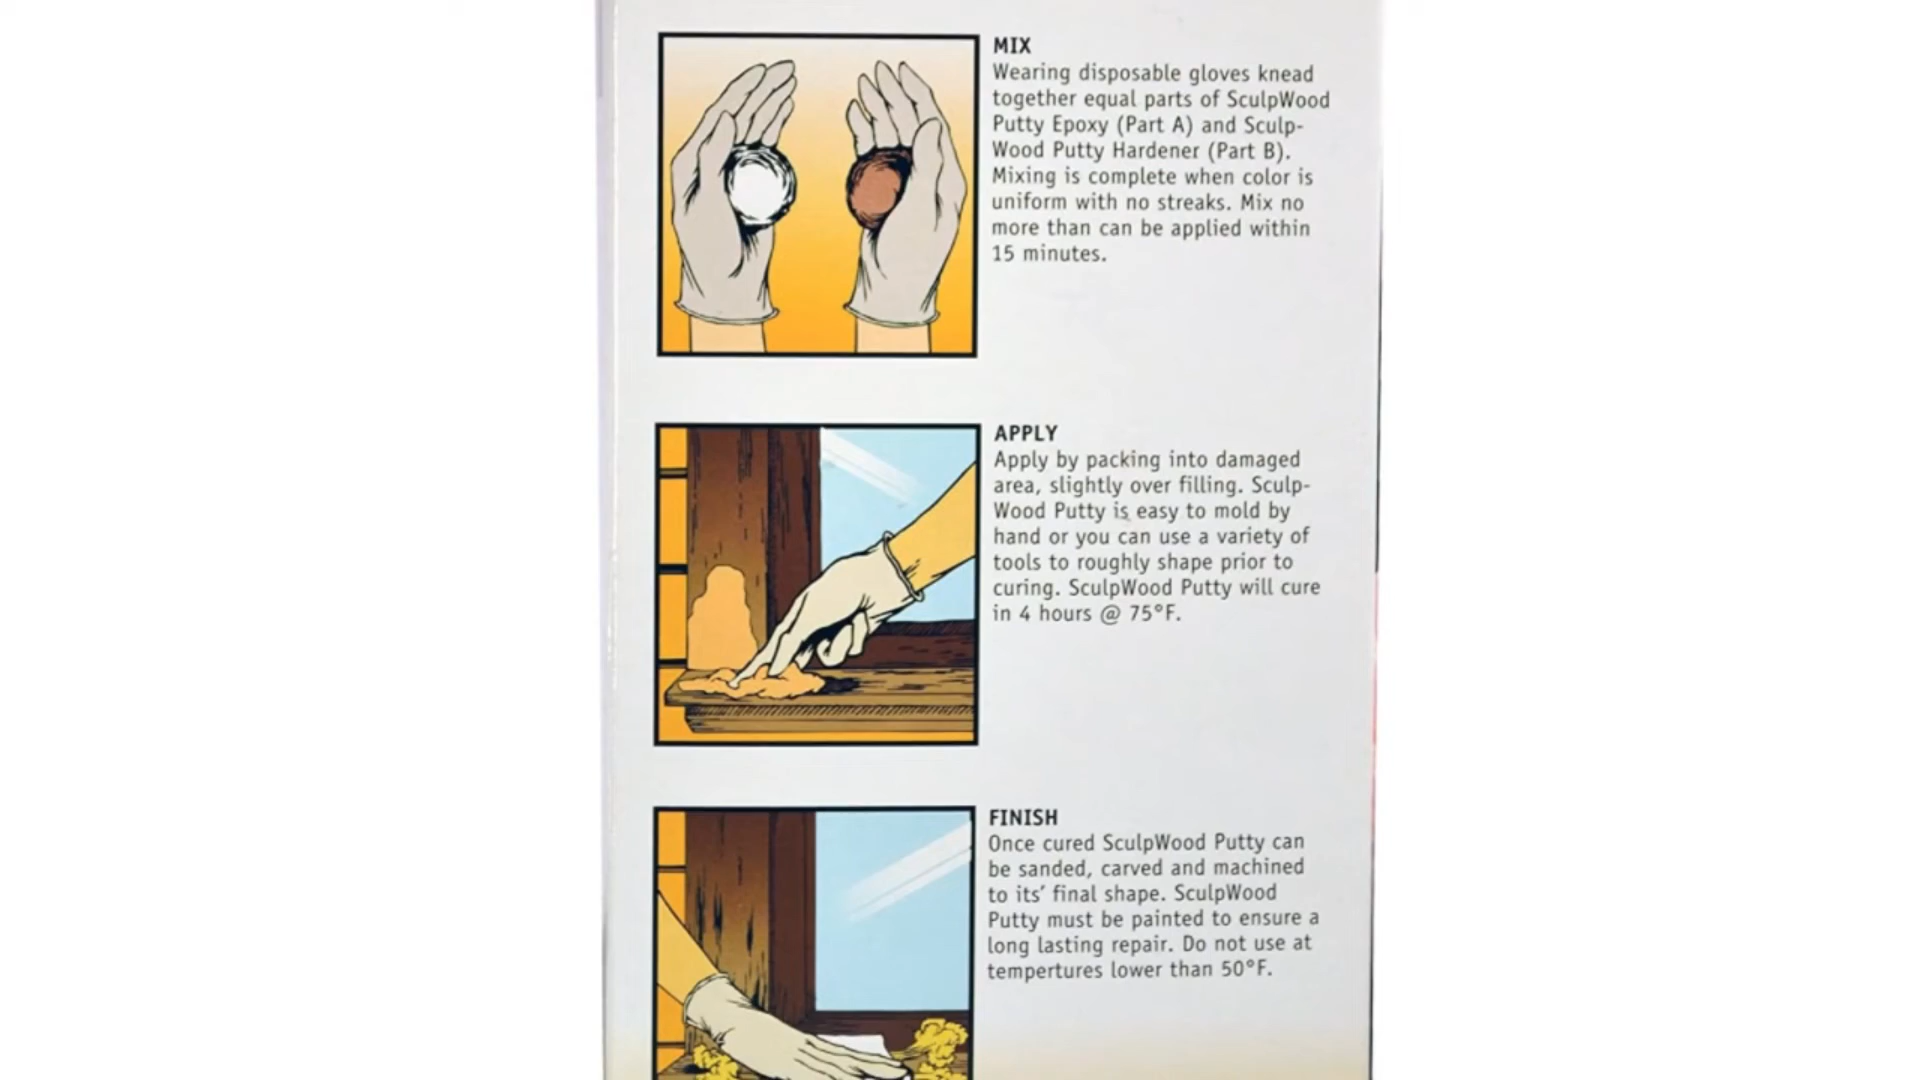 MIX
Wearing disposable gloves knead
together equal parts of SculpWood
Putty Epoxy (Part A) and Sculp-
Wood Putty Hardener (Part B).
Mixing is complete when color is
uniform with no streaks. Mix no
more than can be applied within
15 minutes.
APPLY
Apply by packing into damaged
area, slightly over filling. Sculp-
Wood Putty is easy to mold by
hand or you can use a variety of
tools to roughly shape prior to
curing. SculpWood Putty will cure
in 4 hours @ 75°F.
FINISH
Once cured SculpWood Putty can
be sanded, carved and machined
to its’ final shape. SculpWood
Putty must be painted to ensure a
long lasting repair. Do not use at
tempertures lower than 50°F.